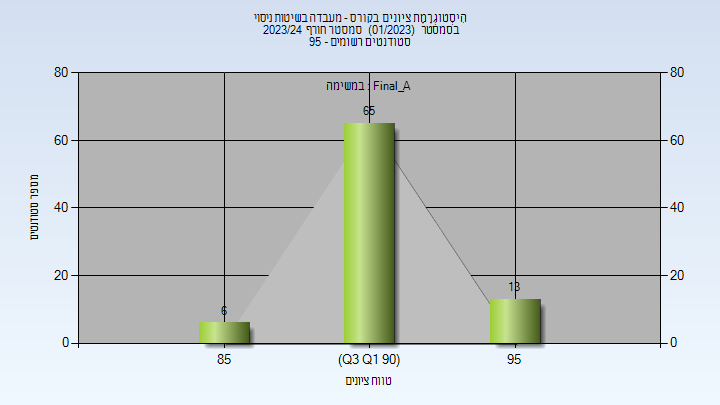 היסטוגרמת ציונים בקורס - מעבדה בשיטות ניסוי
בסמסטר (01/2023) סמסטר חורף 2023/24
סטודנטים רשומים - 95
במשימה : Final_A
80
60
40
20
0
80
60
40
20
0
6
65
13
מספר סטודנטים
85
(Q3 Q1 90)
95
טווח ציונים